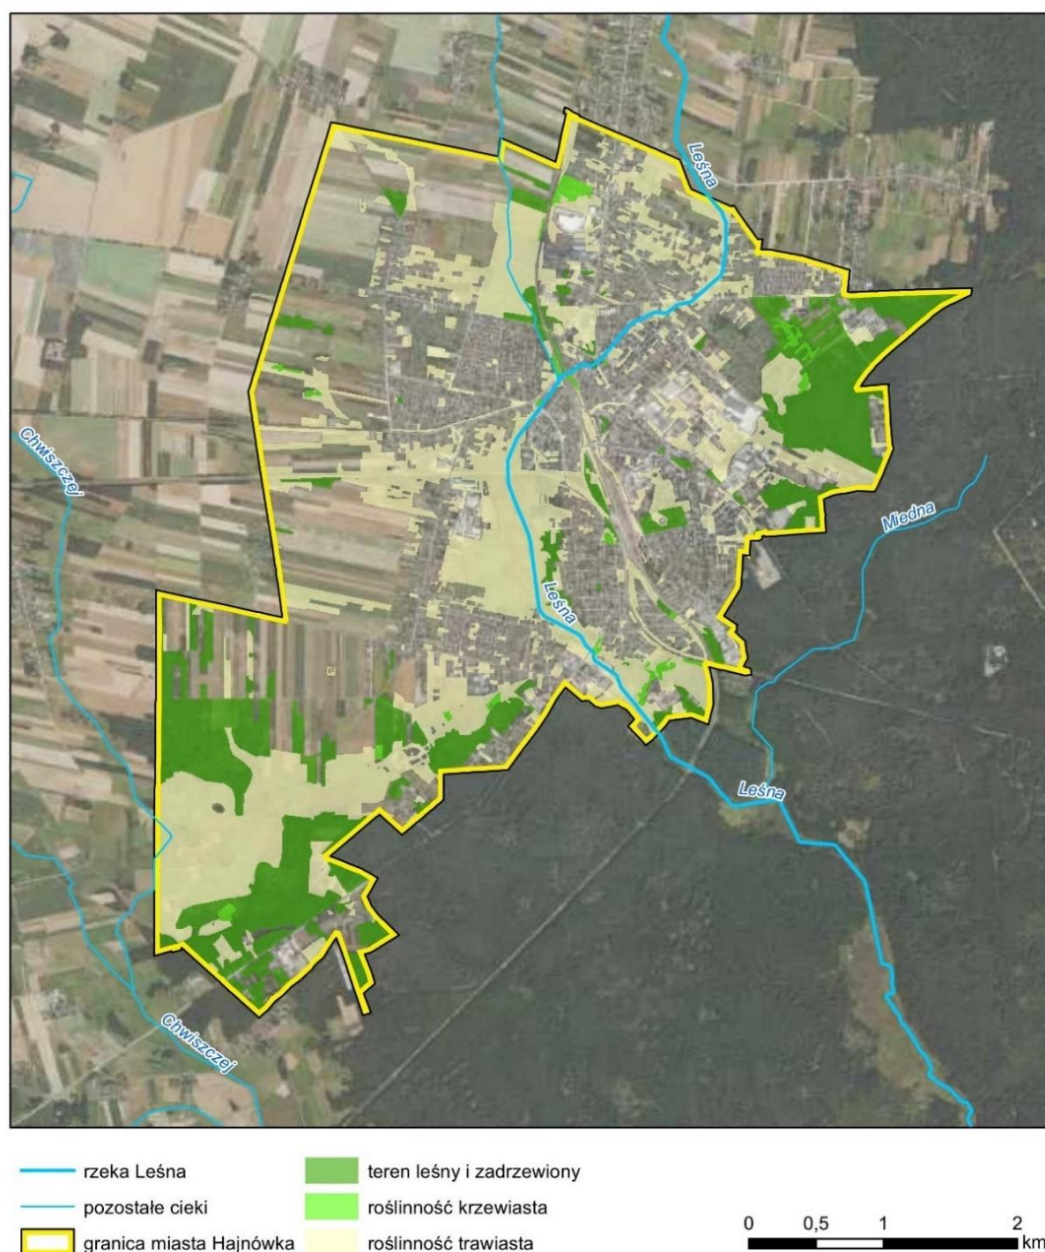 Leśna
Chwiszczej
Miedna
Leśna
Leśna
Chwiszczej
rzeka Leśna
pozostałe cieki
granica miasta Hajnówka
teren leśny i zadrzewiony
roślinność krzewiasta
roślinność trawiasta
0 0,5 1 2
km